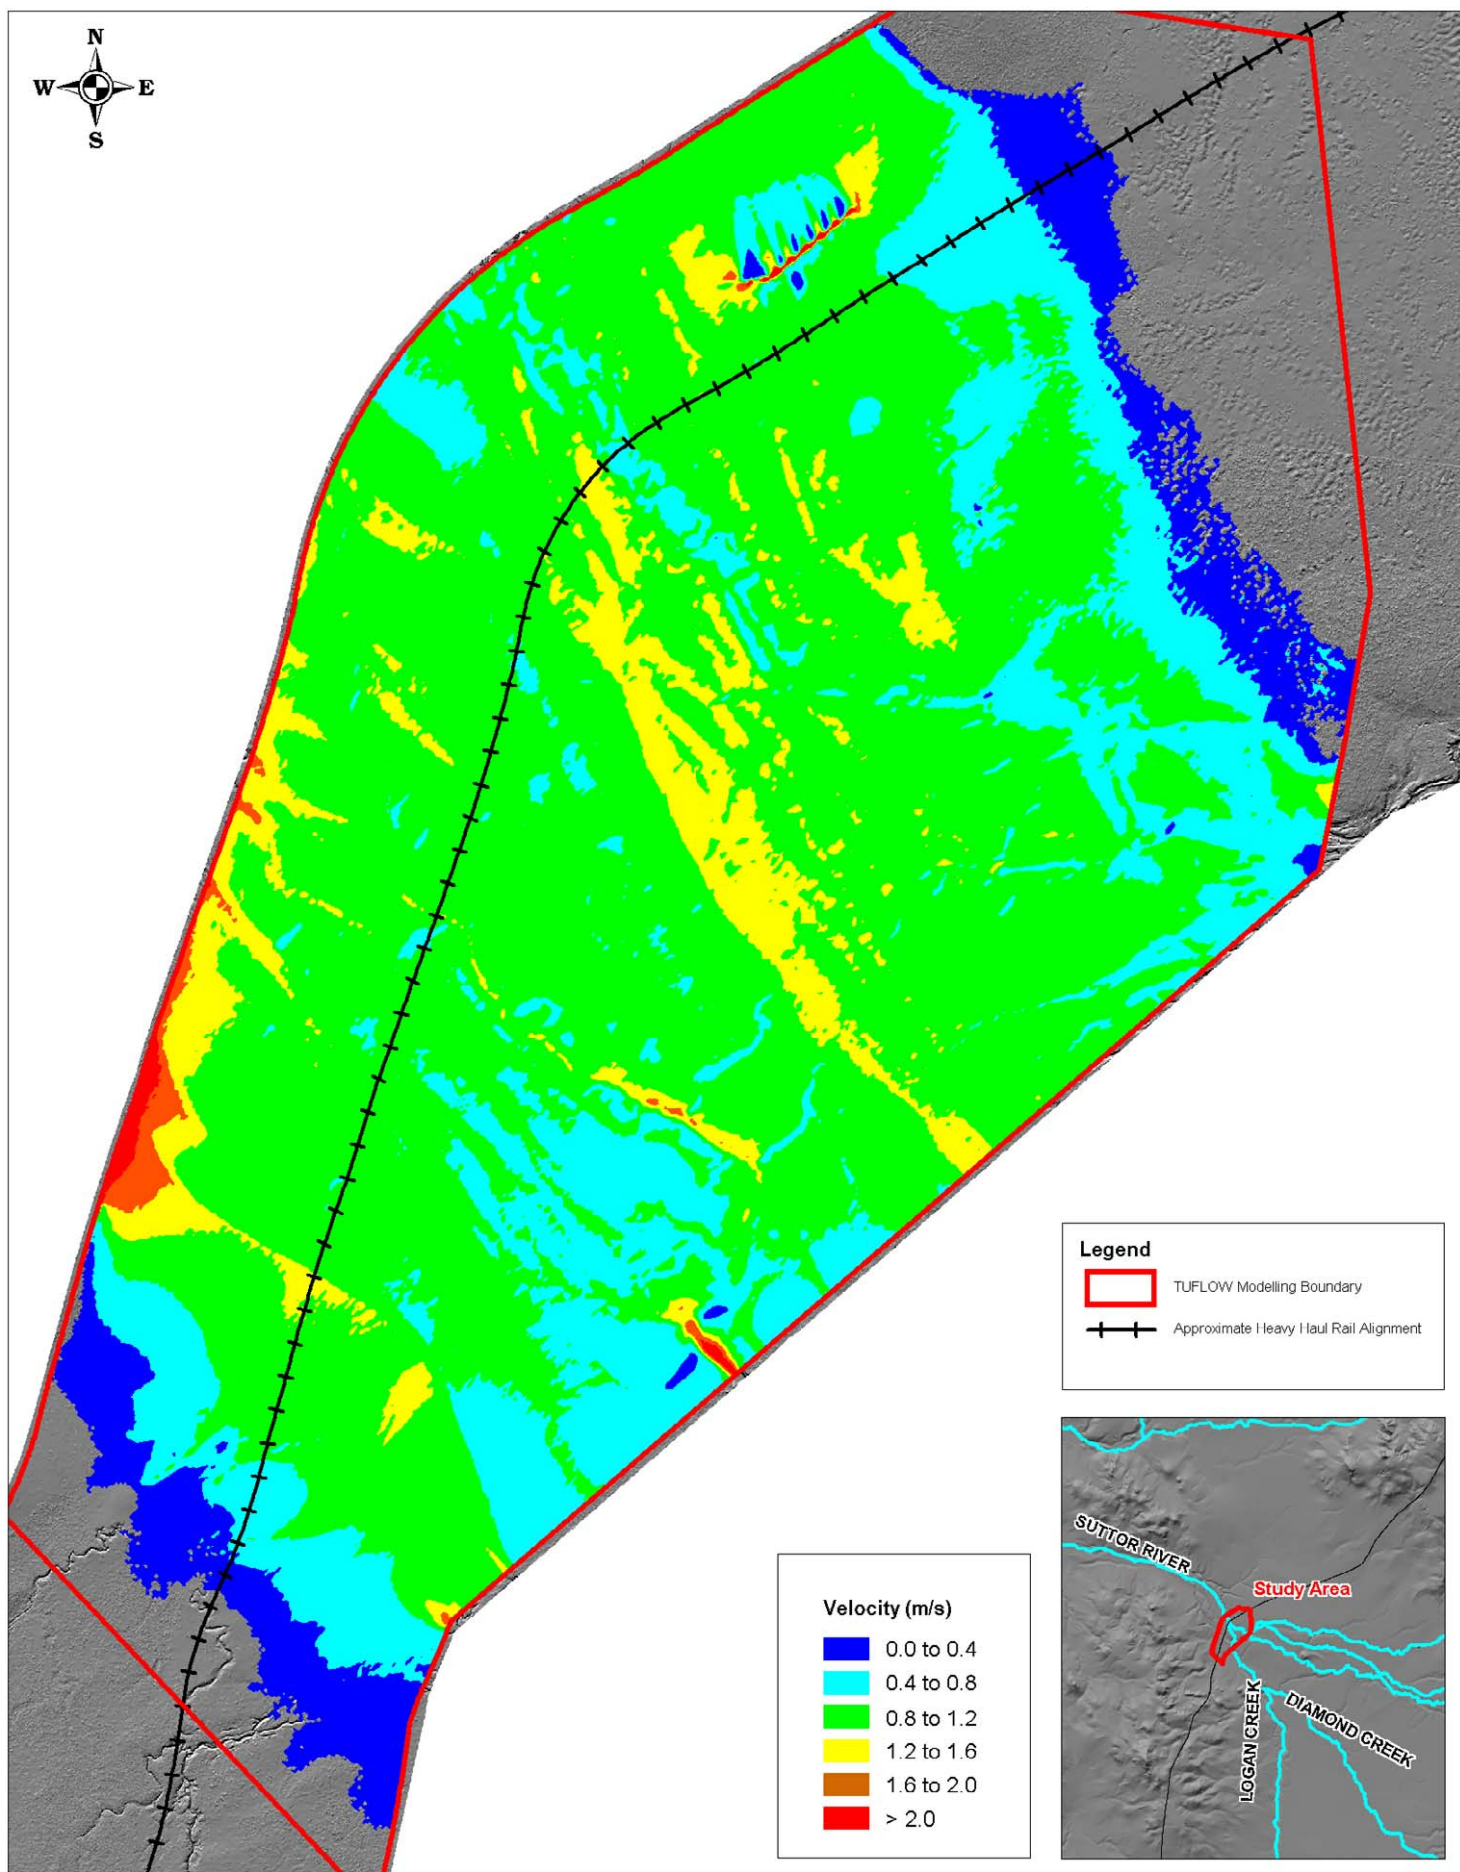 N
W E
S
Legend
TUFLOW Modelling Boundary
Approximate Heavy Haul Rail Alignment
Velocity (m/s)
0.0 to 0.4
0.4 to 0.8
0.8 to 1.2
1.2 to 1.6
1.6 to 2.0
> 2.0
SUTTOR RIVER
Study Area
LOGAN CREEK
DIAMOND CREEK